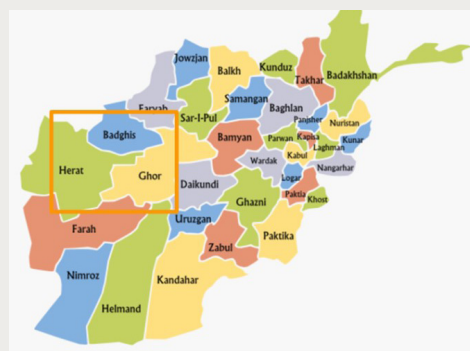 Jowzjan
Balkh
Kunduz
Takhar
Badakhshan
Faryab
Sar-I-Pul
Samangan
Baghlan
Badghis
Panjsher
Nuristan
Bamyan
Parwan
Kapisa
Kunar
Laghman
Herat
Ghor
Wardak
Kabul
Nangarhar
Daikundi
Logar
Paktia
Ghazni
Khost
Uruzgan
Farah
Zabul
Paktika
Nimroz
Kandahar
Helmand